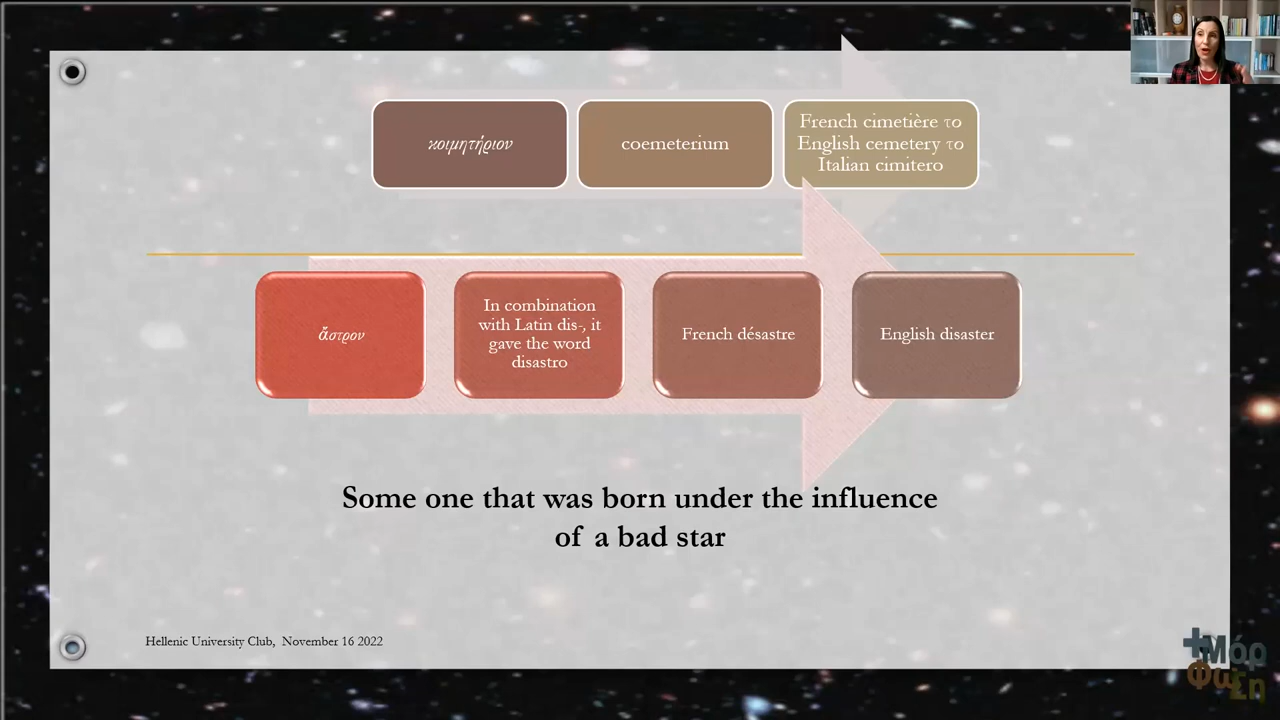 κοιμητήριον
coemeterium
French cimetière το
English cemetery το
Italian cimitero
ἄστρον
In combination
with Latin dis-, it
gave the word
disastro
French désastre
English disaster
Some one that was born under the influence
of a bad star
Hellenic University Club, November 16 2022
+Μόρ
Φωση